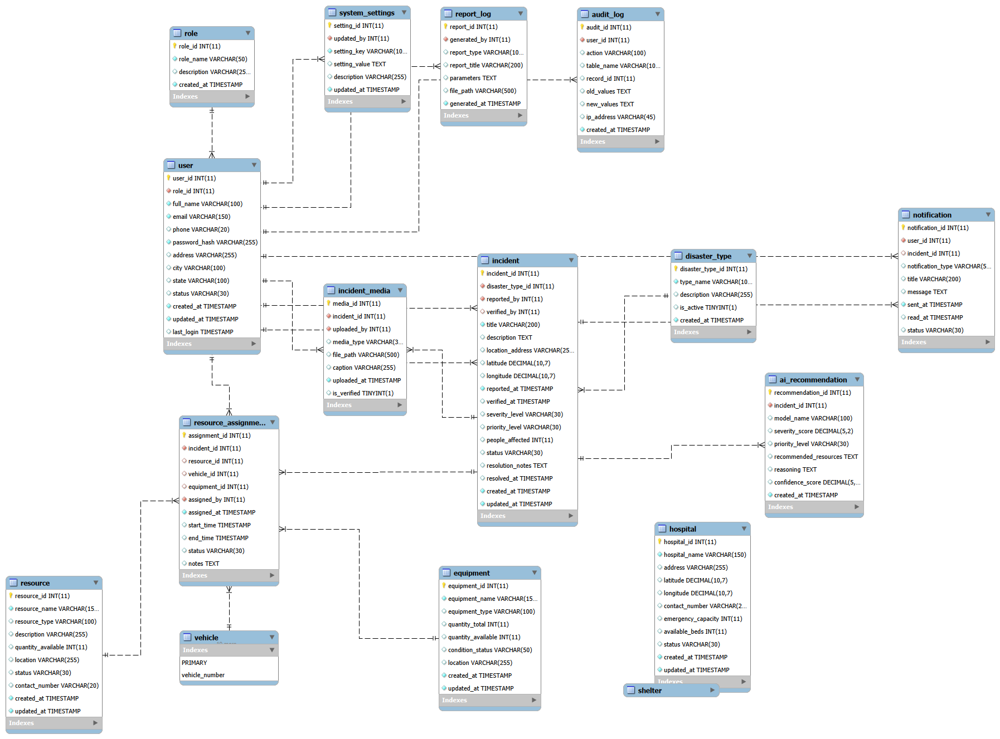 system_settings
setting_id INT(11)
updated_by INT(11)
setting_key VARCHAR(10...
setting_value TEXT
description VARCHAR(255)
updated_at TIMESTAMP
Indexes
report_log
report_id INT(11)
generated_by INT(11)
report_type VARCHAR(10...
report_title VARCHAR(200)
parameters TEXT
file_path VARCHAR(500)
generated_at TIMESTAMP
Indexes
audit_log
audit_id INT(11)
user_id INT(11)
action VARCHAR(100)
table_name VARCHAR(10...
record_id INT(11)
old_values TEXT
new_values TEXT
ip_address VARCHAR(45)
created_at TIMESTAMP
Indexes
role
role_id INT(11)
role_name VARCHAR(50)
description VARCHAR(25...
created_at TIMESTAMP
Indexes
user
user_id INT(11)
role_id INT(11)
full_name VARCHAR(100)
email VARCHAR(150)
phone VARCHAR(20)
password_hash VARCHAR(255)
address VARCHAR(255)
city VARCHAR(100)
state VARCHAR(100)
status VARCHAR(30)
created_at TIMESTAMP
updated_at TIMESTAMP
last_login TIMESTAMP
Indexes
incident_media
media_id INT(11)
incident_id INT(11)
uploaded_by INT(11)
media_type VARCHAR(3...
file_path VARCHAR(500)
caption VARCHAR(255)
uploaded_at TIMESTAMP
is_verified TINYINT(1)
Indexes
incident
incident_id INT(11)
disaster_type_id INT(11)
reported_by INT(11)
verified_by INT(11)
title VARCHAR(200)
description TEXT
location_address VARCHAR(25...
latitude DECIMAL(10,7)
longitude DECIMAL(10,7)
reported_at TIMESTAMP
verified_at TIMESTAMP
severity_level VARCHAR(30)
priority_level VARCHAR(30)
people_affected INT(11)
status VARCHAR(30)
resolution_notes TEXT
resolved_at TIMESTAMP
created_at TIMESTAMP
updated_at TIMESTAMP
Indexes
disaster_type
disaster_type_id INT(11)
type_name VARCHAR(10...
description VARCHAR(255)
is_active TINYINT(1)
created_at TIMESTAMP
Indexes
notification
notification_id INT(11)
user_id INT(11)
incident_id INT(11)
notification_type VARCHAR(5...
title VARCHAR(200)
message TEXT
sent_at TIMESTAMP
read_at TIMESTAMP
status VARCHAR(30)
Indexes
ai_recommendation
recommendation_id INT(11)
incident_id INT(11)
model_name VARCHAR(100)
severity_score DECIMAL(5,2)
priority_level VARCHAR(30)
recommended_resources TEXT
reasoning TEXT
confidence_score DECIMAL(5,...
created_at TIMESTAMP
Indexes
resource_assignme...
assignment_id INT(11)
incident_id INT(11)
resource_id INT(11)
vehicle_id INT(11)
equipment_id INT(11)
assigned_by INT(11)
assigned_at TIMESTAMP
start_time TIMESTAMP
end_time TIMESTAMP
status VARCHAR(30)
notes TEXT
Indexes
resource
resource_id INT(11)
resource_name VARCHAR(15...
resource_type VARCHAR(100)
description VARCHAR(255)
quantity_available INT(11)
location VARCHAR(255)
status VARCHAR(30)
contact_number VARCHAR(20)
created_at TIMESTAMP
updated_at TIMESTAMP
Indexes
vehicle
Indexes
PRIMARY
vehicle_number
equipment
equipment_id INT(11)
equipment_name VARCHAR(15...
equipment_type VARCHAR(100)
quantity_total INT(11)
quantity_available INT(11)
condition_status VARCHAR(50)
location VARCHAR(255)
created_at TIMESTAMP
updated_at TIMESTAMP
Indexes
hospital
hospital_id INT(11)
hospital_name VARCHAR(150)
address VARCHAR(255)
latitude DECIMAL(10,7)
longitude DECIMAL(10,7)
contact_number VARCHAR(2...
emergency_capacity INT(11)
available_beds INT(11)
status VARCHAR(30)
created_at TIMESTAMP
updated_at TIMESTAMP
Indexes
shelter